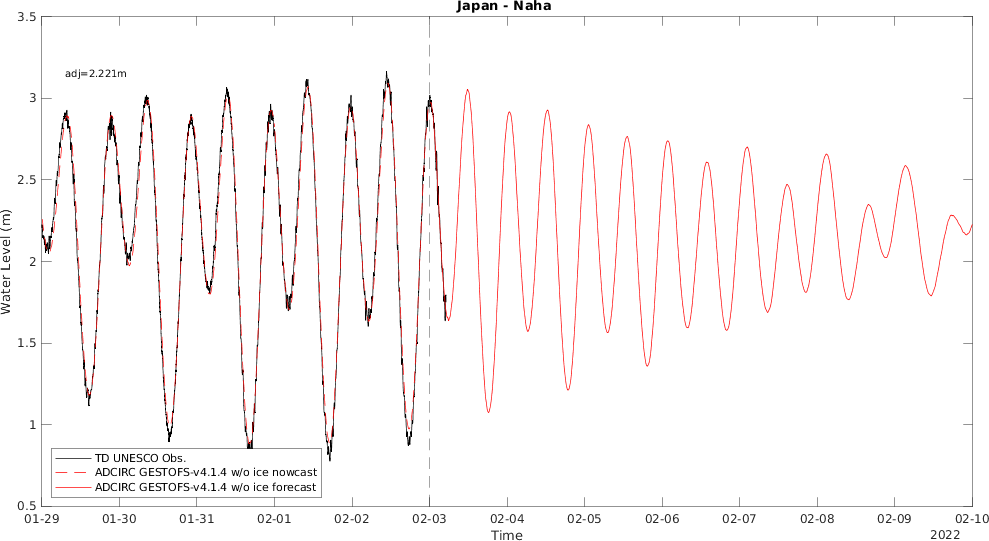 Japan - Naha
3.5
adj=2.221m
3
2.5
2
1.5
1
0.5
Water Level (m)
TD UNESCO Obs.
ADCIRC GESTOFS-v4.1.4 w/o ice nowcast
ADCIRC GESTOFS-v4.1.4 w/o ice forecast
01-29 01-30 01-31 02-01 02-02 02-03 02-04 02-05 02-06 02-07 02-08 02-09 02-10
Time
2022